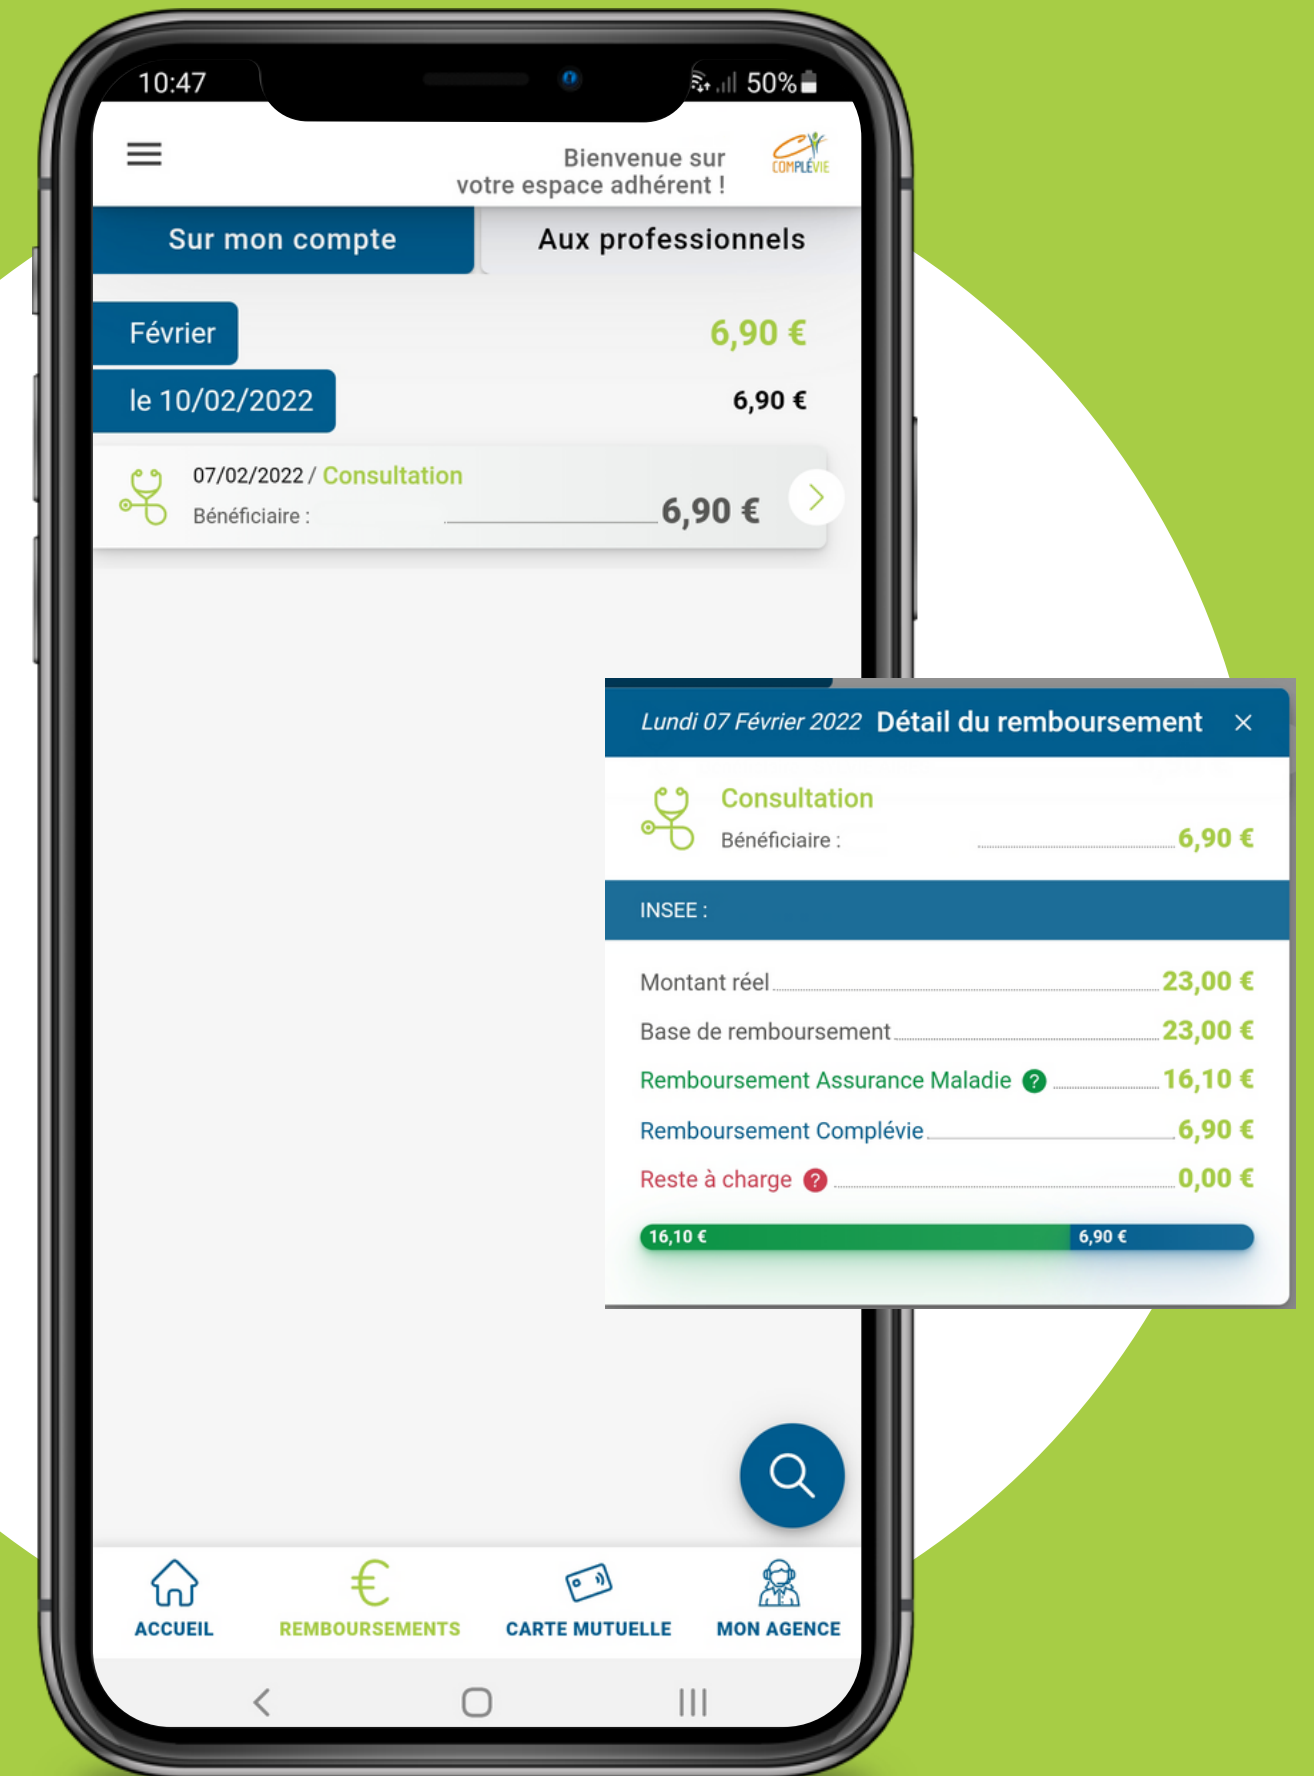 10:47
50%
Bienvenue sur
votre espace adhérent !
COMPLÉVIE
Sur mon compte
Aux professionnels
Février
6,90 €
le 10/02/2022
6,90 €
07/02/2022 / Consultation
Bénéficiaire :
6,90 €
Lundi 07 Février 2022 Détail du remboursement
Consultation
Bénéficiaire :
6,90 €
INSEE :
Montant réel 23,00 €
Base de remboursement 23,00 €
Remboursement Assurance Maladie ? 16,10 €
Remboursement Complévie 6,90 €
Reste à charge ? 0,00 €
16,10 €
6,90 €
ACCUEIL
REMBOURSEMENTS
CARTE MUTUELLE
MON AGENCE